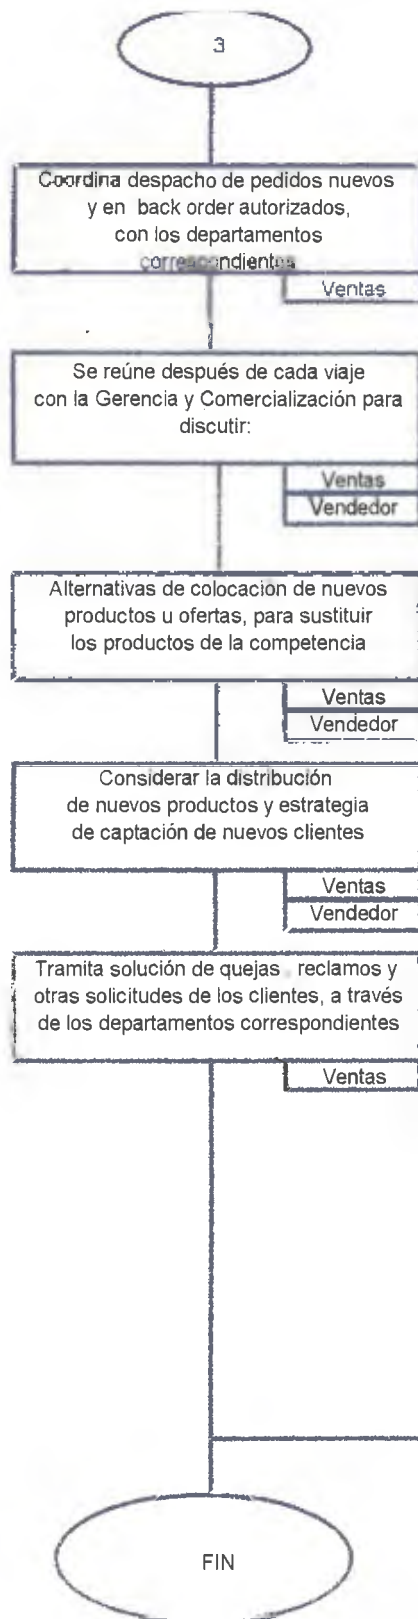 3
Coordina despacho de pedidos nuevos
y en back order autorizados,
con los departamentos
correspondientes
Ventas
Se reúne después de cada viaje
con la Gerencia y Comercialización para
discutir:
Ventas
Vendedor
Alternativas de colocacion de nuevos
productos u ofertas, para sustituir
los productos de la competencia
Ventas
Vendedor
Considerar la distribución
de nuevos productos y estrategia
de captación de nuevos clientes
Ventas
Vendedor
Tramita solución de quejas , reclamos y
otras solicitudes de los clientes, a través
de los departamentos correspondientes
Ventas
FIN